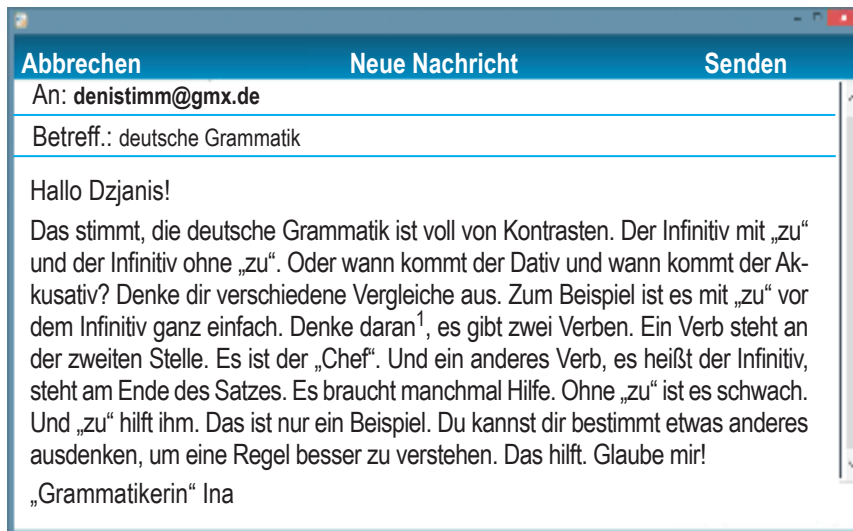 Abbrechen Neue Nachricht Senden
An: denistimm@gmx.de
Betreff.: deutsche Grammatik
Hallo Dzjanis!
Das stimmt, die deutsche Grammatik ist voll von Kontrasten. Der Infinitiv mit „zu“
und der Infinitiv ohne „zu“. Oder wann kommt der Dativ und wann kommt der Ak-
kusativ? Denke dir verschiedene Vergleiche aus. Zum Beispiel ist es mit „zu“ vor
dem Infinitiv ganz einfach. Denke daran¹, es gibt zwei Verben. Ein Verb steht an
der zweiten Stelle. Es ist der „Chef“. Und ein anderes Verb, es heißt der Infinitiv,
steht am Ende des Satzes. Es braucht manchmal Hilfe. Ohne „zu“ ist es schwach.
Und „zu“ hilft ihm. Das ist nur ein Beispiel. Du kannst dir bestimmt etwas anderes
ausdenken, um eine Regel besser zu verstehen. Das hilft. Glaube mir!
„Grammatikerin“ Ina